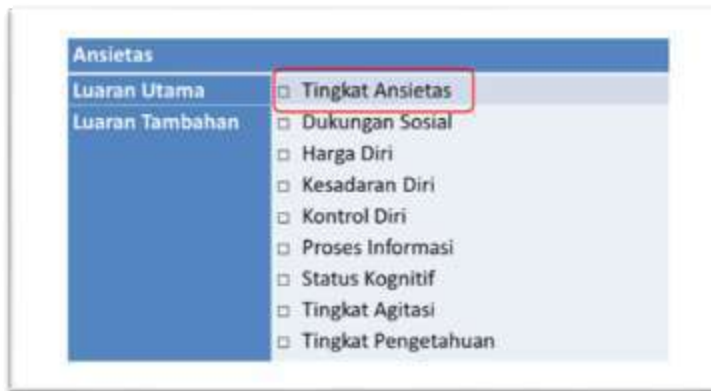 Ansietas
Luaran Utama □ Tingkat Ansietas
Luaran Tambahan □ Dukungan Sosial
□ Harga Diri
□ Kesadaran Diri
□ Kontrol Diri
□ Proses Informasi
□ Status Kognitif
□ Tingkat Agitasi
□ Tingkat Pengetahuan